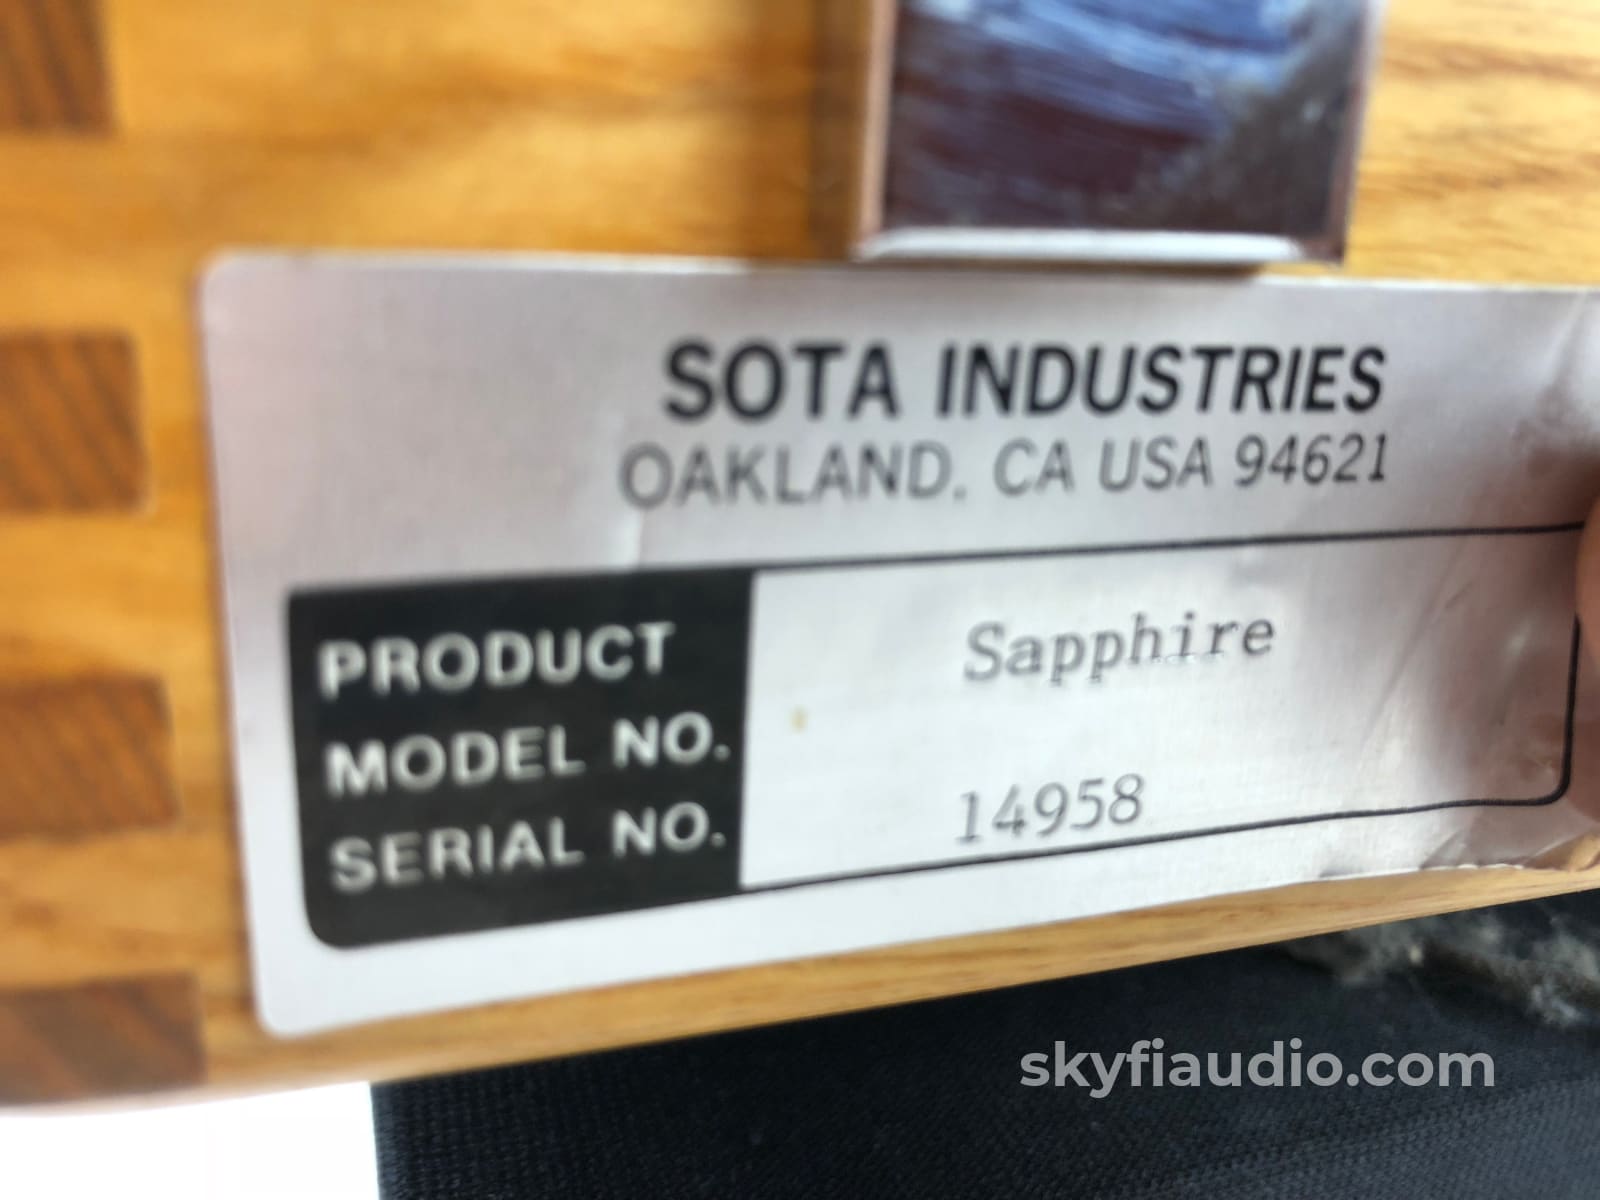 SOTA INDUSTRIES
OAKLAND, CA USA 94621
PRODUCT Sapphire
MODEL NO.
SERIAL NO. 14958
skyfiaudio.com